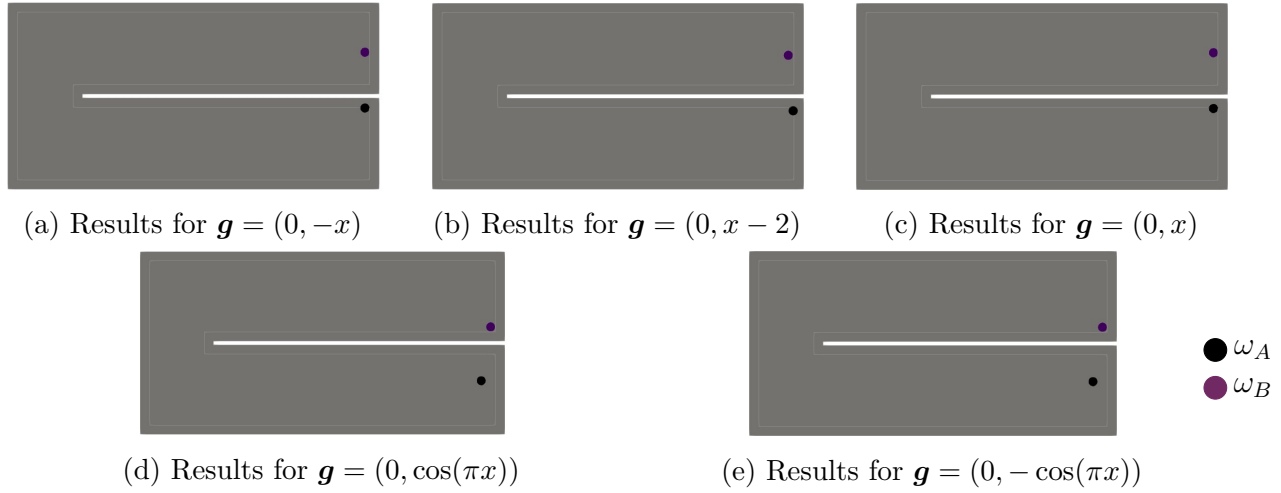 (a) Results for g = (0, −x)
(b) Results for g = (0, x − 2)
(c) Results for g = (0, x)
(d) Results for g = (0, cos(πx))
(e) Results for g = (0, − cos(πx))
ω_A
ω_B